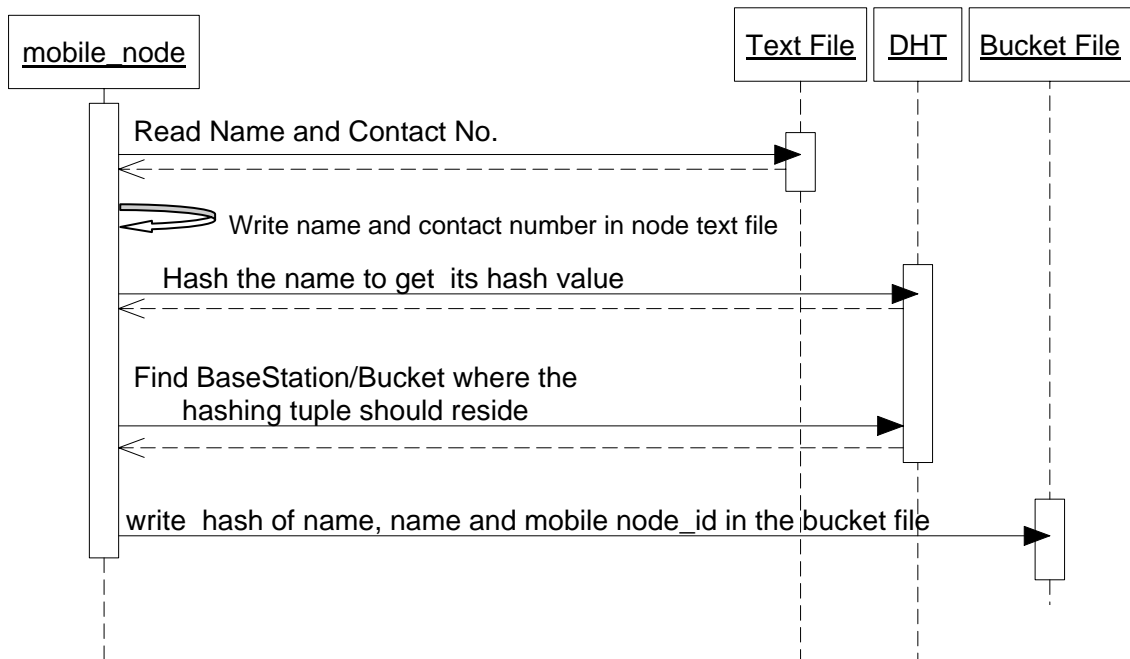 mobile_node
Text File
DHT
Bucket File
Read Name and Contact No.
Write name and contact number in node text file
Hash the name to get  its hash value
Find BaseStation/Bucket where the
hashing tuple should reside
write  hash of name, name and mobile node_id in the bucket file